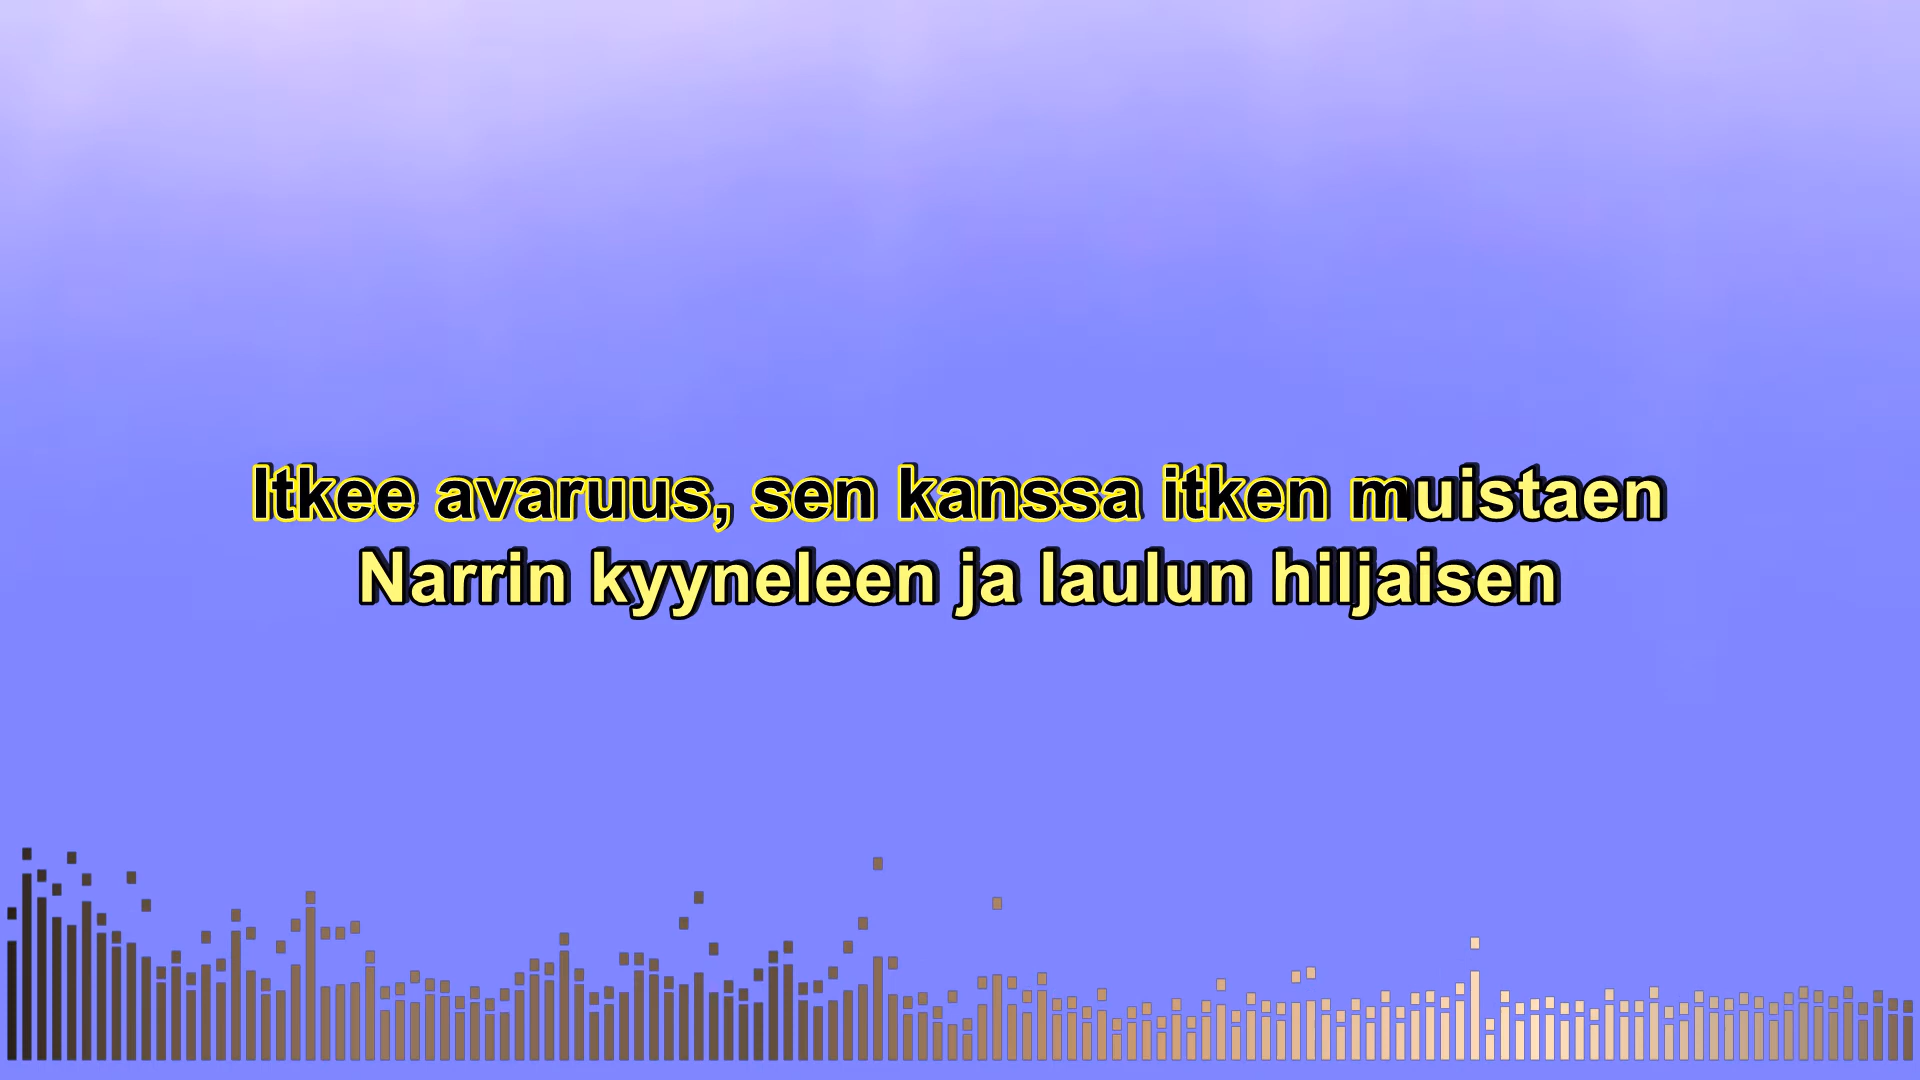 Itkee avaruus, sen kanssa itken muistaen
Narrin kyyneleen ja laulun hiljaisen